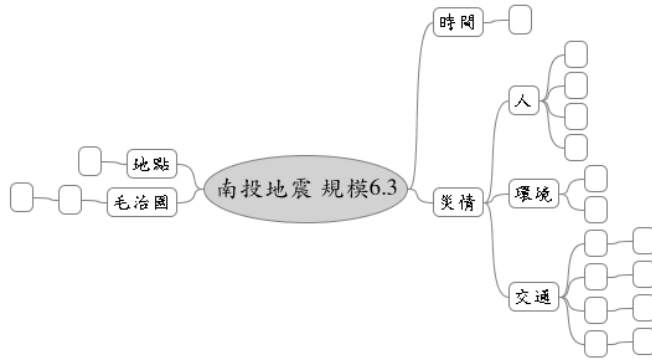 時間
人
地點
南投地震 規模6.3
毛治國
災情
環境
交通